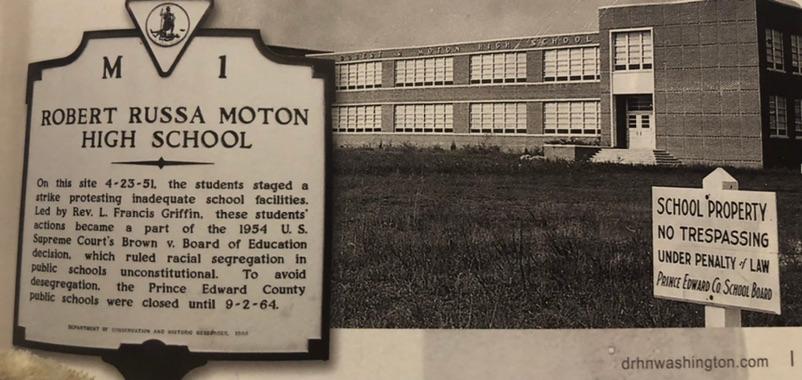 M 1
ROBERT RUSSA MOTON
HIGH SCHOOL
On this site 4-23-51, the students staged a
strike protesting inadequate school facilities.
Led by Rev. L. Francis Griffin, these students'
actions became a part of the 1954 U. S.
Supreme Court's Brown v. Board of Education
decision, which ruled racial segregation in
public schools unconstitutional. To avoid
desegregation, the Prince Edward County
public schools were closed until 9-2-64.
DEPARTMENT OF CONSERVATION AND HISTORIC RESOURCES,
MOTON HIGH SCHOOL
SCHOOL PROPERTY
NO TRESPASSING
UNDER PENALTY of LAW
PRINCE EDWARD CO. SCHOOL BOARD
drhnwashington.com |